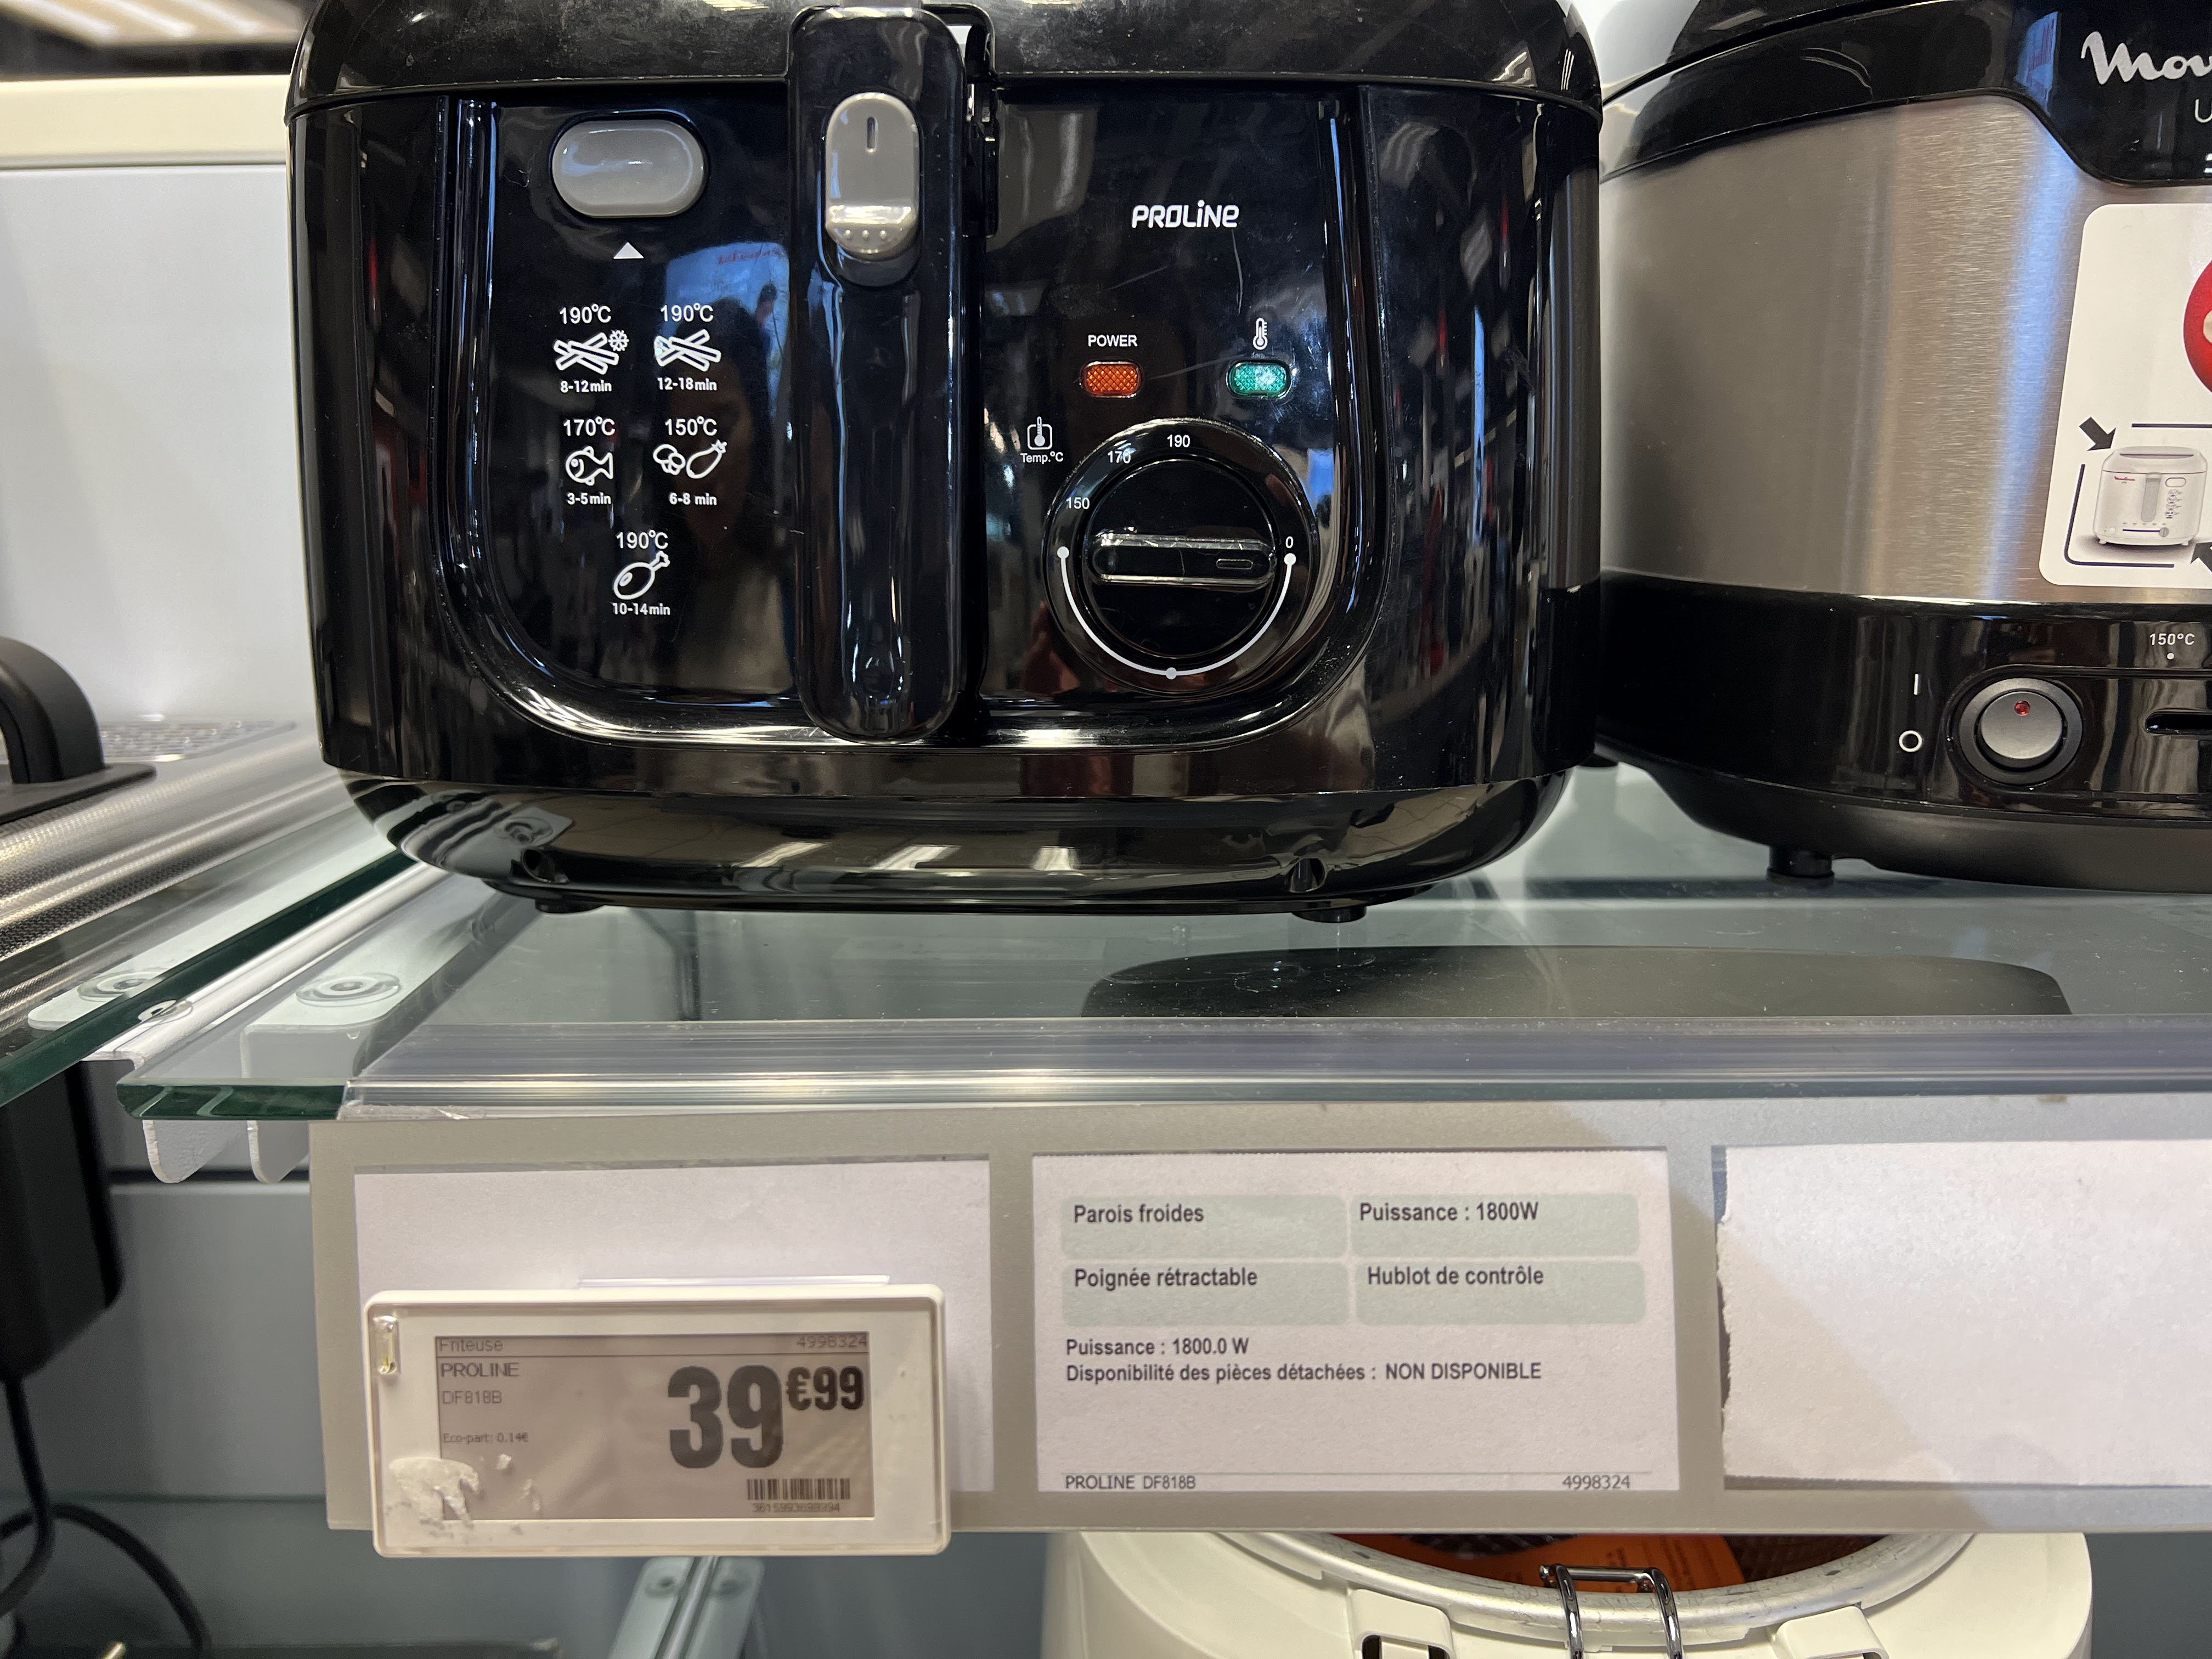 PROLINE
190°C 190°C
8-12min 12-18min
170°C 150°C
3-5min 6-8 min
190°C
10-14min
POWER
Temp.°C
190
170
150
0
150°C
Parois froides
Puissance : 1800W
Poignée rétractable
Hublot de contrôle
Puissance : 1800.0 W
Disponibilité des pièces détachées : NON DISPONIBLE
PROLINE DF818B 4998324
Friteuse 4998324
PROLINE
DF818B
39€99
Eco-part: 0.14€